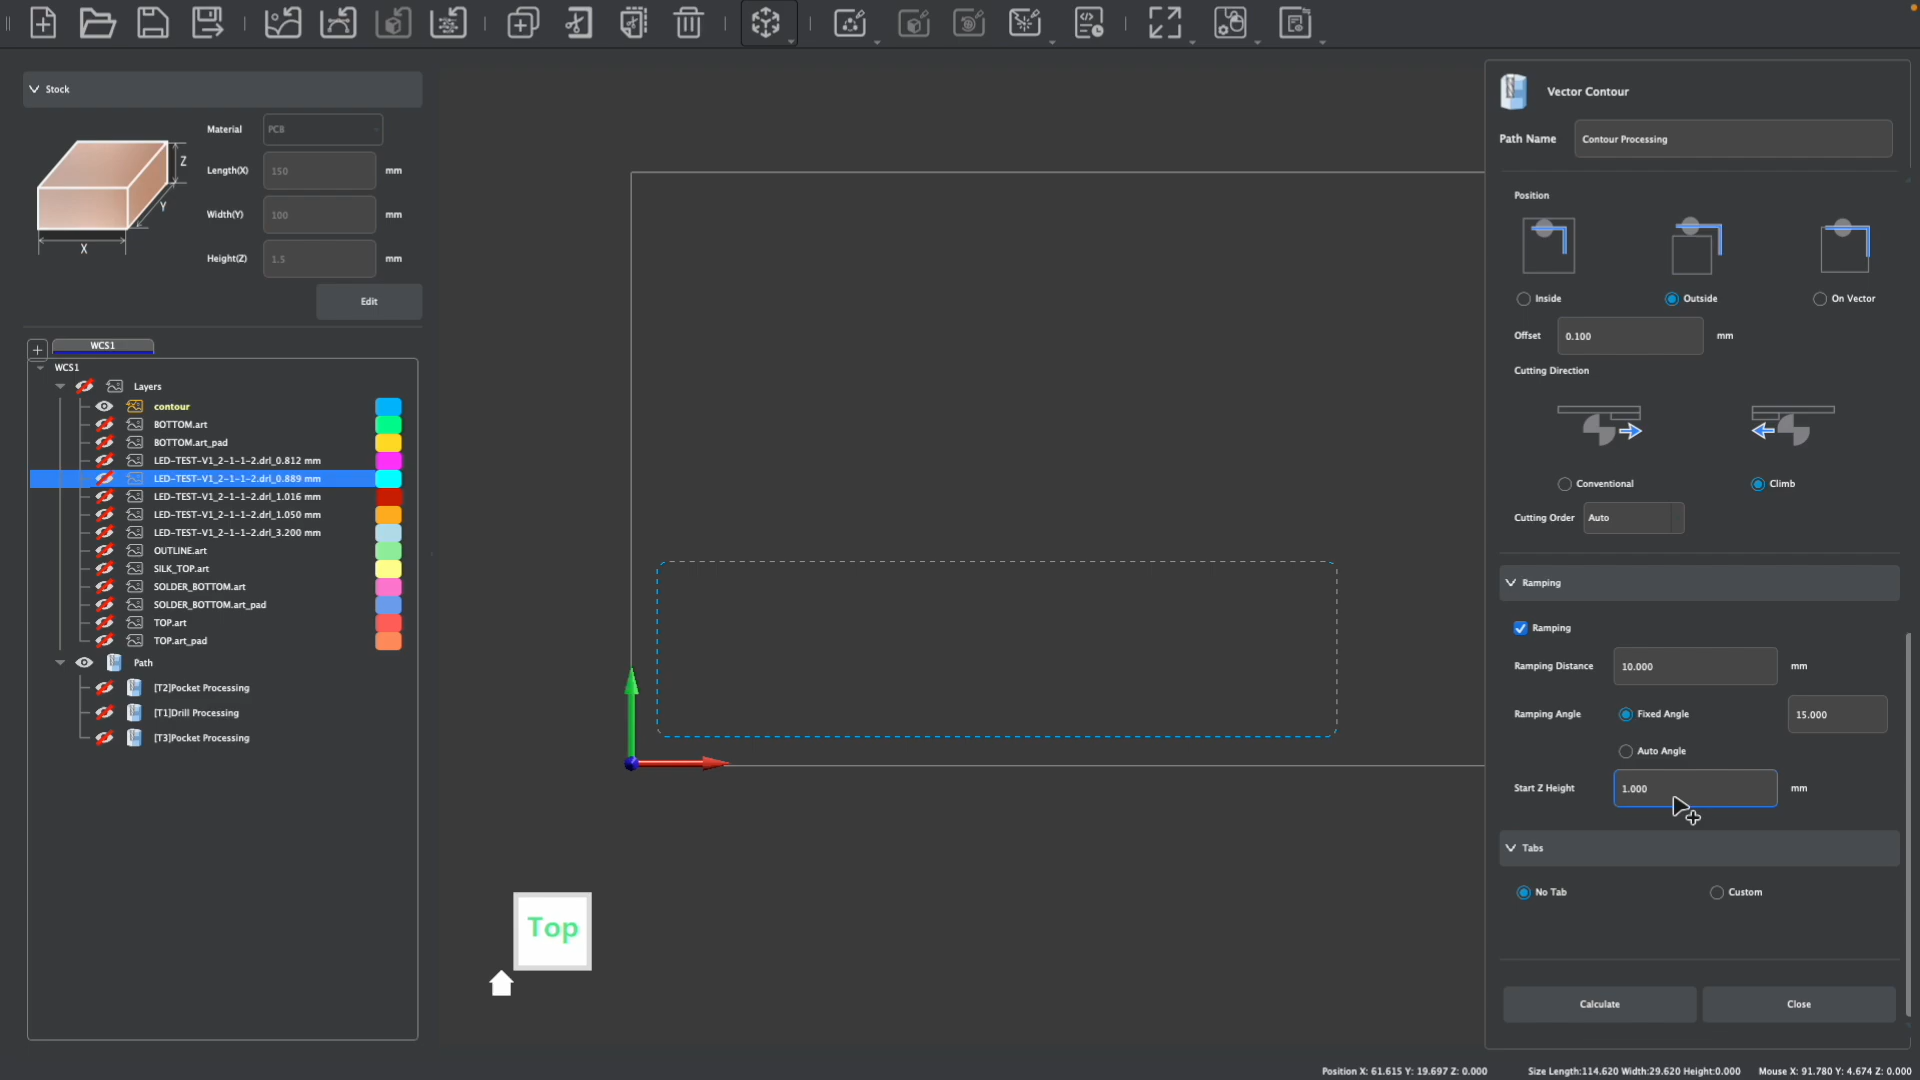 Stock
Material PCB
Length(X) 150 mm
Width(Y) 100 mm
Height(Z) 1.5 mm
Z
Y
X
Edit
+ WCS1
WCS1
Layers
contour
BOTTOM.art
BOTTOM.art_pad
LED-TEST-V1_2-1-1-2.drl_0.812 mm
LED-TEST-V1_2-1-1-2.drl_0.889 mm
LED-TEST-V1_2-1-1-2.drl_1.016 mm
LED-TEST-V1_2-1-1-2.drl_1.050 mm
LED-TEST-V1_2-1-1-2.drl_3.200 mm
OUTLINE.art
SILK_TOP.art
SOLDER_BOTTOM.art
SOLDER_BOTTOM.art_pad
TOP.art
TOP.art_pad
Path
[T2]Pocket Processing
[T1]Drill Processing
[T3]Pocket Processing
Top
Vector Contour
Path Name Contour Processing
Position
Inside Outside On Vector
Offset 0.100 mm
Cutting Direction
Conventional Climb
Cutting Order Auto
Ramping
Ramping
Ramping Distance 10.000 mm
Ramping Angle Fixed Angle 15.000
Auto Angle
Start Z Height 1.000 mm
Tabs
No Tab Custom
Calculate Close
Position X: 61.615 Y: 19.697 Z: 0.000 Size Length:114.620 Width:29.620 Height:0.000 Mouse X: 91.780 Y: 4.674 Z: 0.000